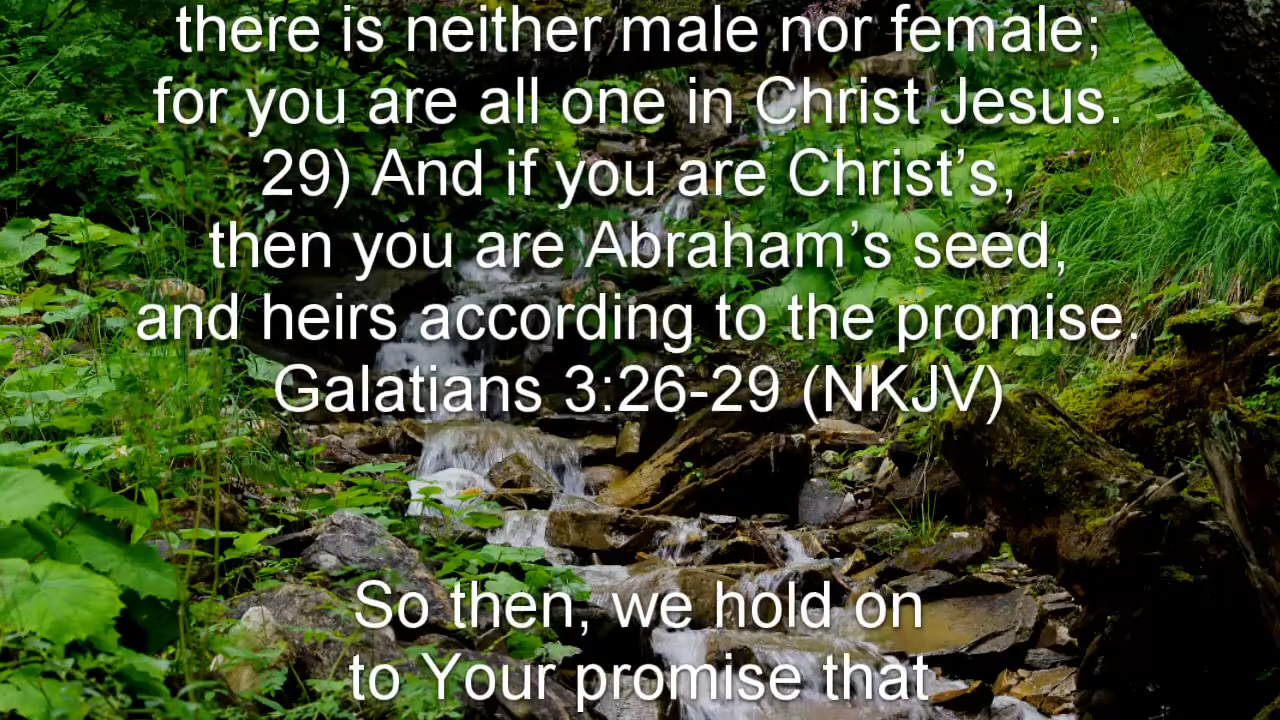 there is neither male nor female;
for you are all one in Christ Jesus.
29) And if you are Christ’s,
then you are Abraham’s seed,
and heirs according to the promise.
Galatians 3:26-29 (NKJV)
So then, we hold on
to Your promise that